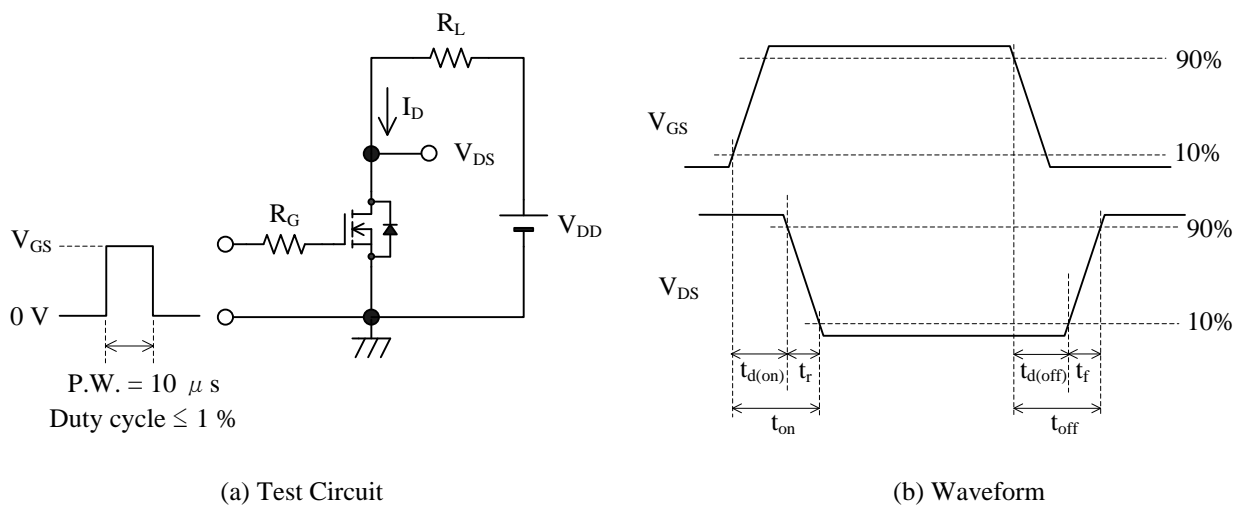 R_L
I_D
V_DS
R_G
V_DD
V_GS
0 V
P.W. = 10 μ s
Duty cycle ≤ 1 %
(a) Test Circuit
90%
V_GS
10%
90%
V_DS
10%
t_d(on) t_r t_d(off) t_f
t_on t_off
(b) Waveform